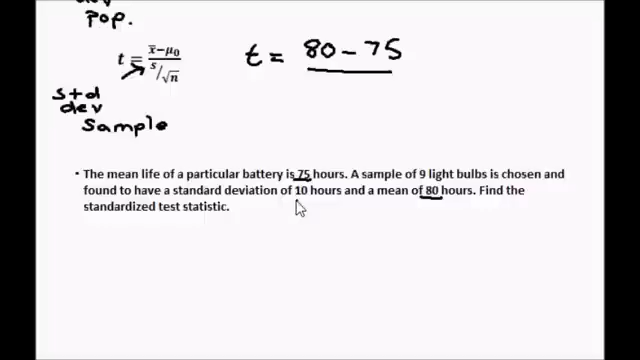 dev
pop.
t = x̄−μ₀ / s/√n
t = 80 − 75
std
dev
sample
• The mean life of a particular battery is 75 hours. A sample of 9 light bulbs is chosen and
found to have a standard deviation of 10 hours and a mean of 80 hours. Find the
standardized test statistic.